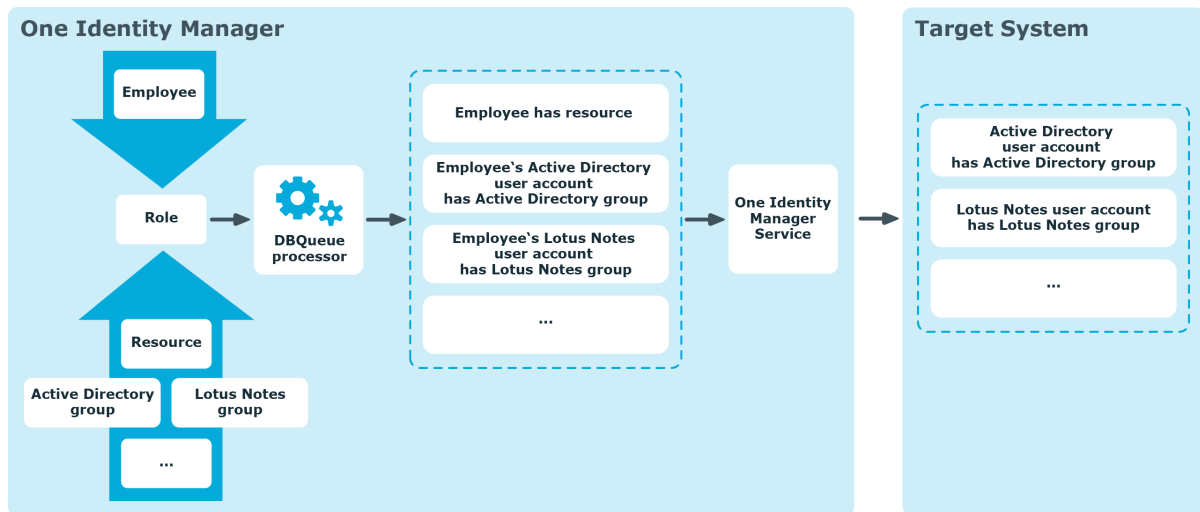 One Identity Manager
Employee
Role
Resource
Active Directory
group
Lotus Notes
group
...
DBQueue
processor
Employee has resource
Employee‘s Active Directory
user account
has Active Directory group
Employee‘s Lotus Notes
user account
has Lotus Notes group
...
One Identity
Manager
Service
Target System
Active Directory
user account
has Active Directory group
Lotus Notes user account
has Lotus Notes group
...